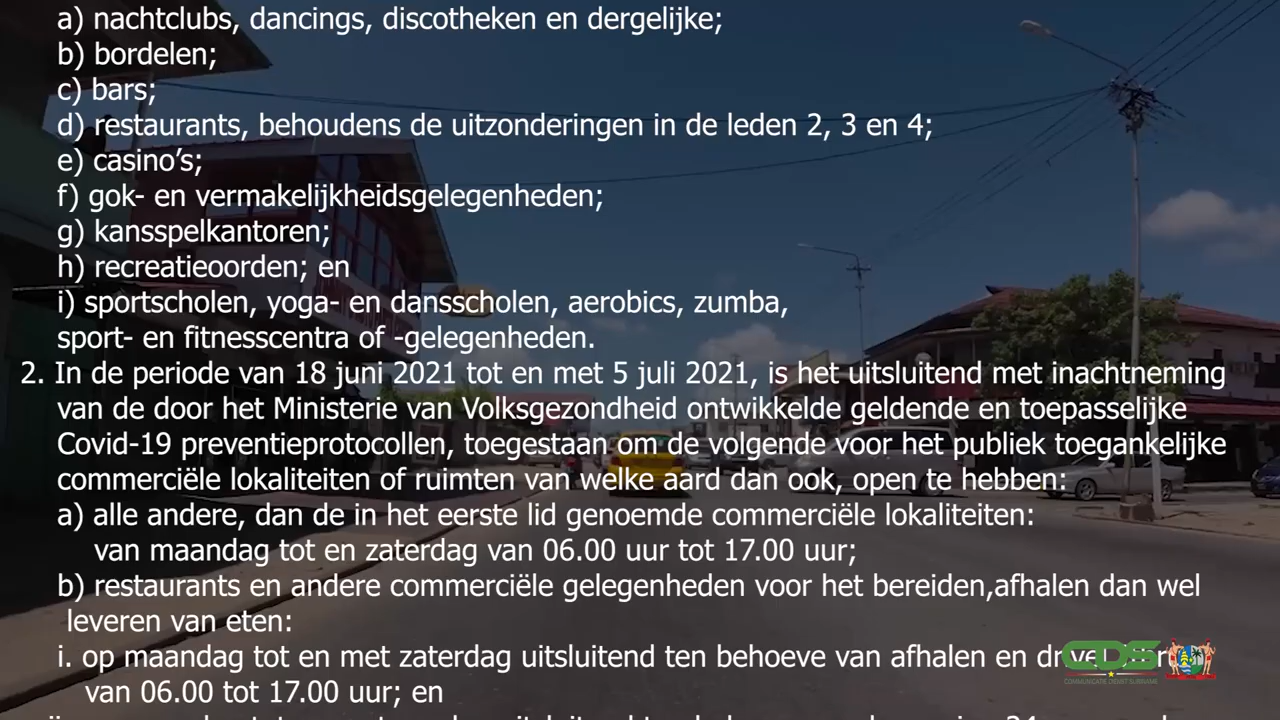 a) nachtclubs, dancings, discotheken en dergelijke;
b) bordelen;
c) bars;
d) restaurants, behoudens de uitzonderingen in de leden 2, 3 en 4;
e) casino’s;
f) gok- en vermakelijkheidsgelegenheden;
g) kansspelkantoren;
h) recreatieoorden; en
i) sportscholen, yoga- en dansscholen, aerobics, zumba,
sport- en fitnesscentra of -gelegenheden.
2. In de periode van 18 juni 2021 tot en met 5 juli 2021, is het uitsluitend met inachtneming
van de door het Ministerie van Volksgezondheid ontwikkelde geldende en toepasselijke
Covid-19 preventieprotocollen, toegestaan om de volgende voor het publiek toegankelijke
commerciële lokaliteiten of ruimten van welke aard dan ook, open te hebben:
a) alle andere, dan de in het eerste lid genoemde commerciële lokaliteiten:
van maandag tot en zaterdag van 06.00 uur tot 17.00 uur;
b) restaurants en andere commerciële gelegenheden voor het bereiden,afhalen dan wel
leveren van eten:
i. op maandag tot en met zaterdag uitsluitend ten behoeve van afhalen en
van 06.00 tot 17.00 uur; en
CDS
COMMUNICATIE DIENST SURINAME